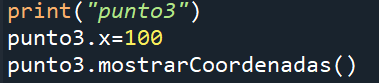 print("punto3")
punto3.x=100
punto3.mostrarCoordenadas()